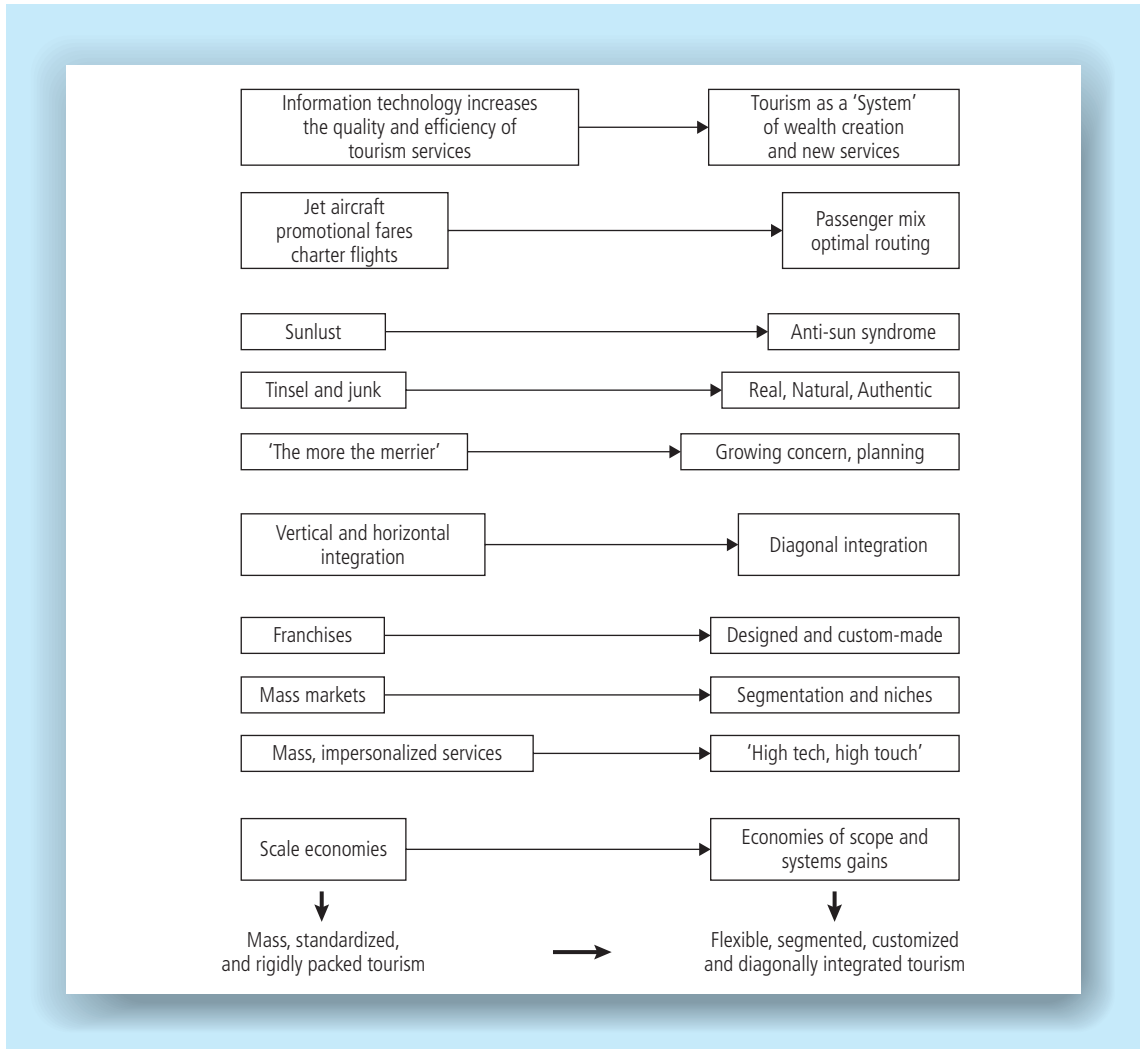 Information technology increases
the quality and efficiency of
tourism services
Tourism as a ‘System’
of wealth creation
and new services
Jet aircraft
promotional fares
charter flights
Passenger mix
optimal routing
Sunlust
Anti-sun syndrome
Tinsel and junk
Real, Natural, Authentic
‘The more the merrier’
Growing concern, planning
Vertical and horizontal
integration
Diagonal integration
Franchises
Designed and custom-made
Mass markets
Segmentation and niches
Mass, impersonalized services
‘High tech, high touch’
Scale economies
Economies of scope and
systems gains
Mass, standardized,
and rigidly packed tourism
Flexible, segmented, customized
and diagonally integrated tourism